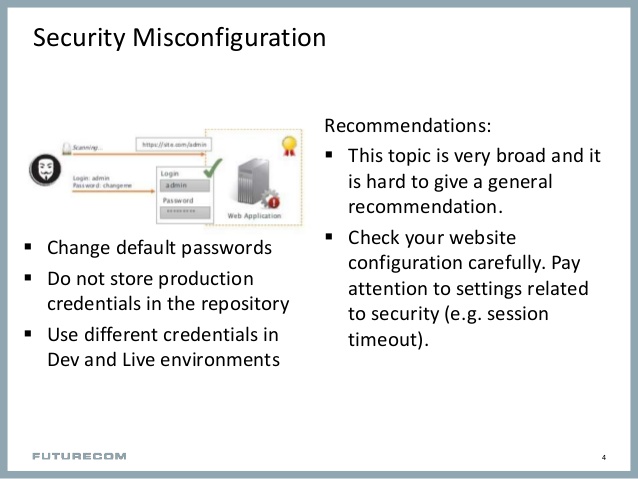 Security Misconfiguration
Scanning...
https://site.com/admin
Login: admin
Password: changeme
Login
admin
Password
********
Web Application
▪ Change default passwords
▪ Do not store production
credentials in the repository
▪ Use different credentials in
Dev and Live environments
Recommendations:
▪ This topic is very broad and it
is hard to give a general
recommendation.
▪ Check your website
configuration carefully. Pay
attention to settings related
to security (e.g. session
timeout).
FUTURECOM
4